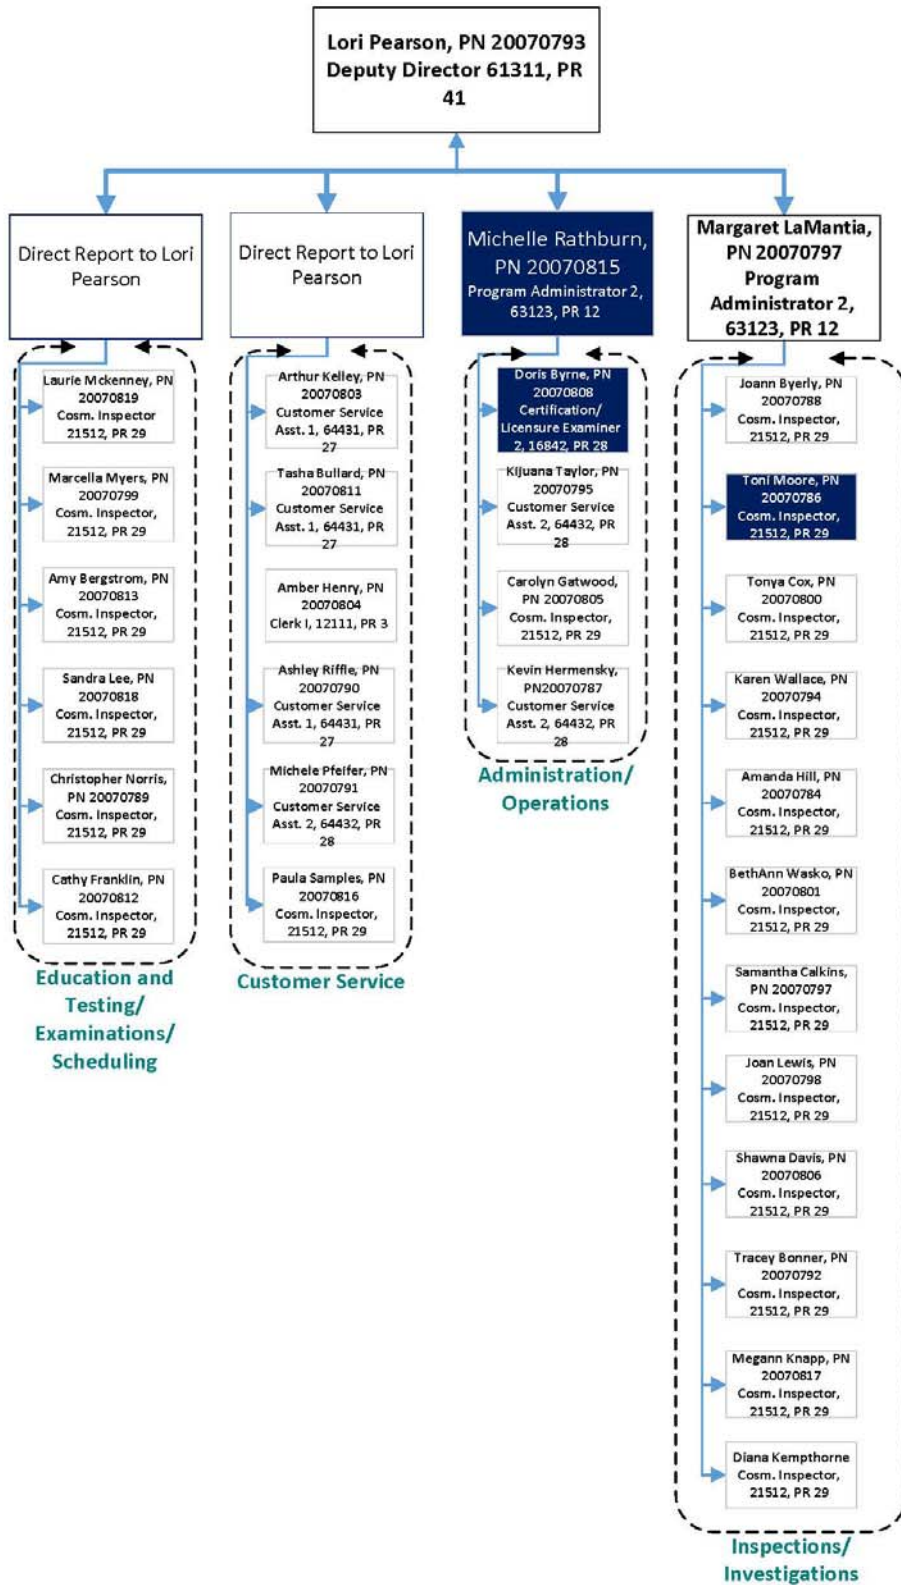 Lori Pearson, PN 20070793
Deputy Director 61311, PR
41
Direct Report to Lori
Pearson
Laurie Mckenney, PN
20070819
Cosm. Inspector
21512, PR 29
Marcella Myers, PN
20070799
Cosm. Inspector,
21512, PR 29
Amy Bergstrom, PN
20070813
Cosm. Inspector,
21512, PR 29
Sandra Lee, PN
20070818
Cosm. Inspector,
21512, PR 29
Christopher Norris,
PN 20070789
Cosm. Inspector,
21512, PR 29
Cathy Franklin, PN
20070812
Cosm. Inspector,
21512, PR 29
Education and
Testing/
Examinations/
Scheduling
Direct Report to Lori
Pearson
Arthur Kelley, PN
20070803
Customer Service
Asst. 1, 64431, PR
27
Tasha Bullard, PN
20070811
Customer Service
Asst. 1, 64431, PR
27
Amber Henry, PN
20070804
Clerk I, 12111, PR 3
Ashley Riffle, PN
20070790
Customer Service
Asst. 1, 64431, PR
27
Michele Pfeifer, PN
20070791
Customer Service
Asst. 2, 64432, PR
28
Paula Samples, PN
20070816
Cosm. Inspector,
21512, PR 29
Customer Service
Michelle Rathburn,
PN 20070815
Program Administrator 2,
63123, PR 12
Doris Byrne, PN
20070808
Certification/
Licensure Examiner
2, 16842, PR 28
Kijuana Taylor, PN
20070795
Customer Service
Asst. 2, 64432, PR
28
Carolyn Gatwood,
PN 20070805
Cosm. Inspector,
21512, PR 29
Kevin Hermensky,
PN20070787
Customer Service
Asst. 2, 64432, PR
28
Administration/
Operations
Margaret LaMantia,
PN 20070797
Program
Administrator 2,
63123, PR 12
Joann Byerly, PN
20070788
Cosm. Inspector,
21512, PR 29
Toni Moore, PN
20070786
Cosm. Inspector,
21512, PR 29
Tonya Cox, PN
20070800
Cosm. Inspector,
21512, PR 29
Karen Wallace, PN
20070794
Cosm. Inspector,
21512, PR 29
Amanda Hill, PN
20070784
Cosm. Inspector,
21512, PR 29
BethAnn Wasko, PN
20070801
Cosm. Inspector,
21512, PR 29
Samantha Calkins,
PN 20070797
Cosm. Inspector,
21512, PR 29
Joan Lewis, PN
20070798
Cosm. Inspector,
21512, PR 29
Shawna Davis, PN
20070806
Cosm. Inspector,
21512, PR 29
Tracey Bonner, PN
20070792
Cosm. Inspector,
21512, PR 29
Megann Knapp, PN
20070817
Cosm. Inspector,
21512, PR 29
Diana Kempthorne
Cosm. Inspector,
21512, PR 29
Inspections/
Investigations